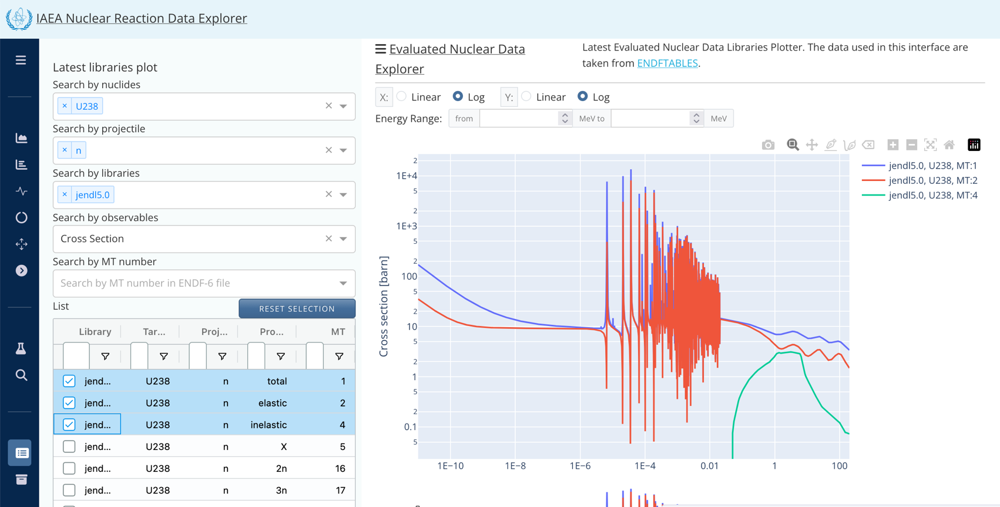 IAEA Nuclear Reaction Data Explorer
Latest libraries plot
Search by nuclides
× U238
Search by projectile
× n
Search by libraries
× jendl5.0
Search by observables
Cross Section
Search by MT number
Search by MT number in ENDF-6 file
List
RESET SELECTION
Library Tar... Proj... Pro... MT
jend... U238 n total 1
jend... U238 n elastic 2
jend... U238 n inelastic 4
jend... U238 n X 5
jend... U238 n 2n 16
jend... U238 n 3n 17
Evaluated Nuclear Data
Explorer
Latest Evaluated Nuclear Data Libraries Plotter. The data used in this interface are
taken from ENDFTABLES.
X: Linear Log Y: Linear Log
Energy Range: from MeV to MeV
jendl5.0, U238, MT:1
jendl5.0, U238, MT:2
jendl5.0, U238, MT:4
Cross section [barn]
2
1E+4
5
2
1E+3
5
2
100
5
2
10
5
2
1
5
2
0.1
5
1E−10 1E−8 1E−6 1E−4 0.01 1 100